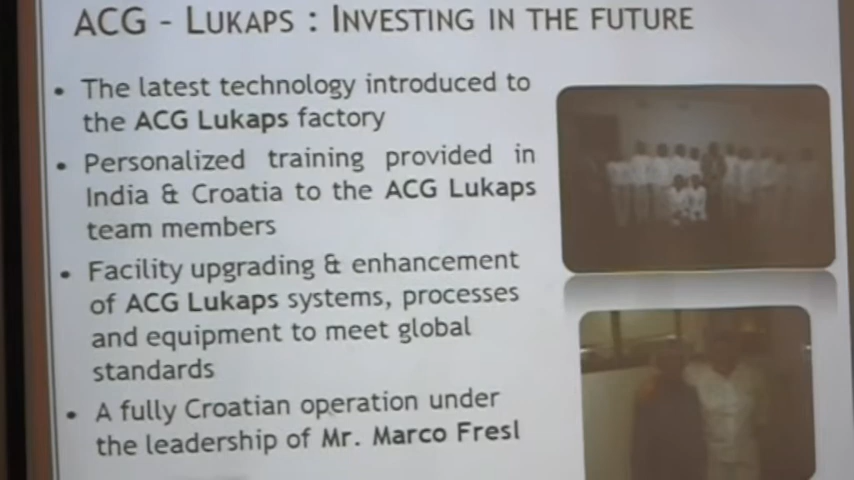 ACG - LUKAPS : INVESTING IN THE FUTURE
• The latest technology introduced to
the ACG Lukaps factory
• Personalized training provided in
India & Croatia to the ACG Lukaps
team members
• Facility upgrading & enhancement
of ACG Lukaps systems, processes
and equipment to meet global
standards
• A fully Croatian operation under
the leadership of Mr. Marco Fresl